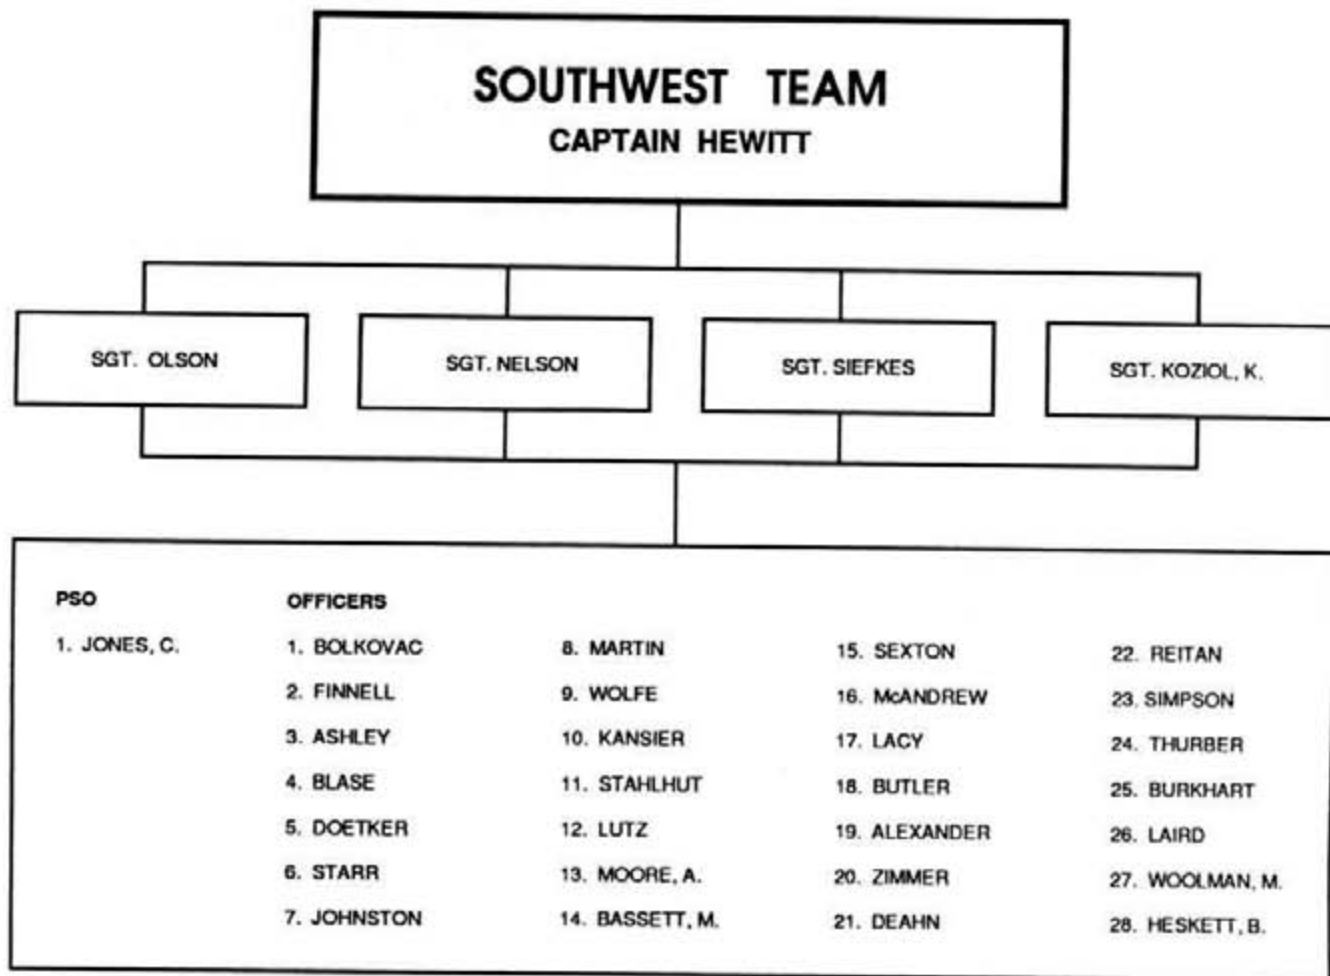 SOUTHWEST TEAM
CAPTAIN HEWITT
SGT. OLSON
SGT. NELSON
SGT. SIEFKES
SGT. KOZIOL, K.
PSO
1. JONES, C.
OFFICERS
1. BOLKOVAC
2. FINNELL
3. ASHLEY
4. BLASE
5. DOETKER
6. STARR
7. JOHNSTON
8. MARTIN
9. WOLFE
10. KANSIER
11. STAHLHUT
12. LUTZ
13. MOORE, A.
14. BASSETT, M.
15. SEXTON
16. McANDREW
17. LACY
18. BUTLER
19. ALEXANDER
20. ZIMMER
21. DEAHN
22. REITAN
23. SIMPSON
24. THURBER
25. BURKHART
26. LAIRD
27. WOOLMAN, M.
28. HESKETT, B.